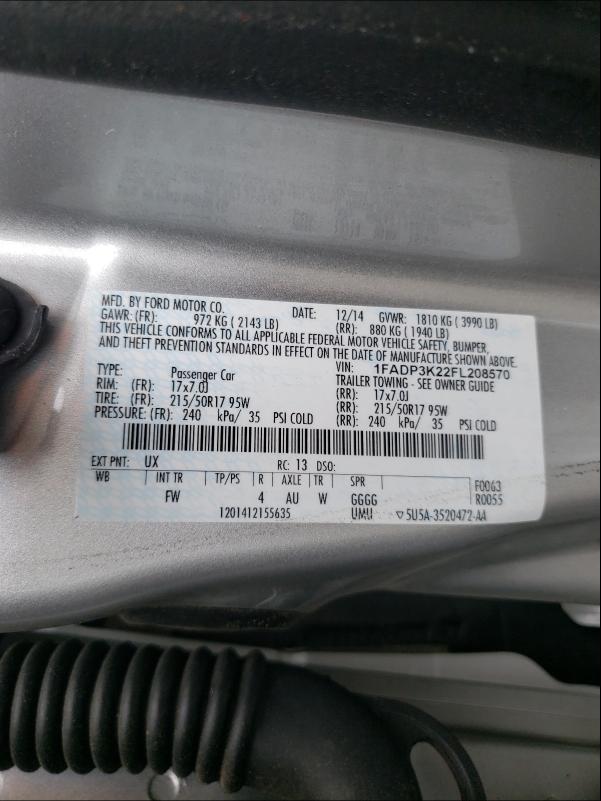 MFD. BY FORD MOTOR CO.
DATE: 12/14 GVWR: 1810 KG ( 3990 LB)
GAWR: (FR): 972 KG ( 2143 LB) (RR): 880 KG ( 1940 LB)
THIS VEHICLE CONFORMS TO ALL APPLICABLE FEDERAL MOTOR VEHICLE SAFETY, BUMPER,
AND THEFT PREVENTION STANDARDS IN EFFECT ON THE DATE OF MANUFACTURE SHOWN ABOVE.
VIN: 1FADP3K22FL208570
TYPE: Passenger Car TRAILER TOWING - SEE OWNER GUIDE
RIM: (FR): 17x7.0J (RR): 17x7.0J
TIRE: (FR): 215/50R17 95W (RR): 215/50R17 95W
PRESSURE: (FR): 240 kPa/ 35 PSI COLD (RR): 240 kPa/ 35 PSI COLD
EXT PNT: UX RC: 13 DSO:
WB INT TR TP/PS R AXLE TR SPR F0063
FW 4 AU W GGGG R0055
1201412155635 UMU ▽5U5A-3520472-AA